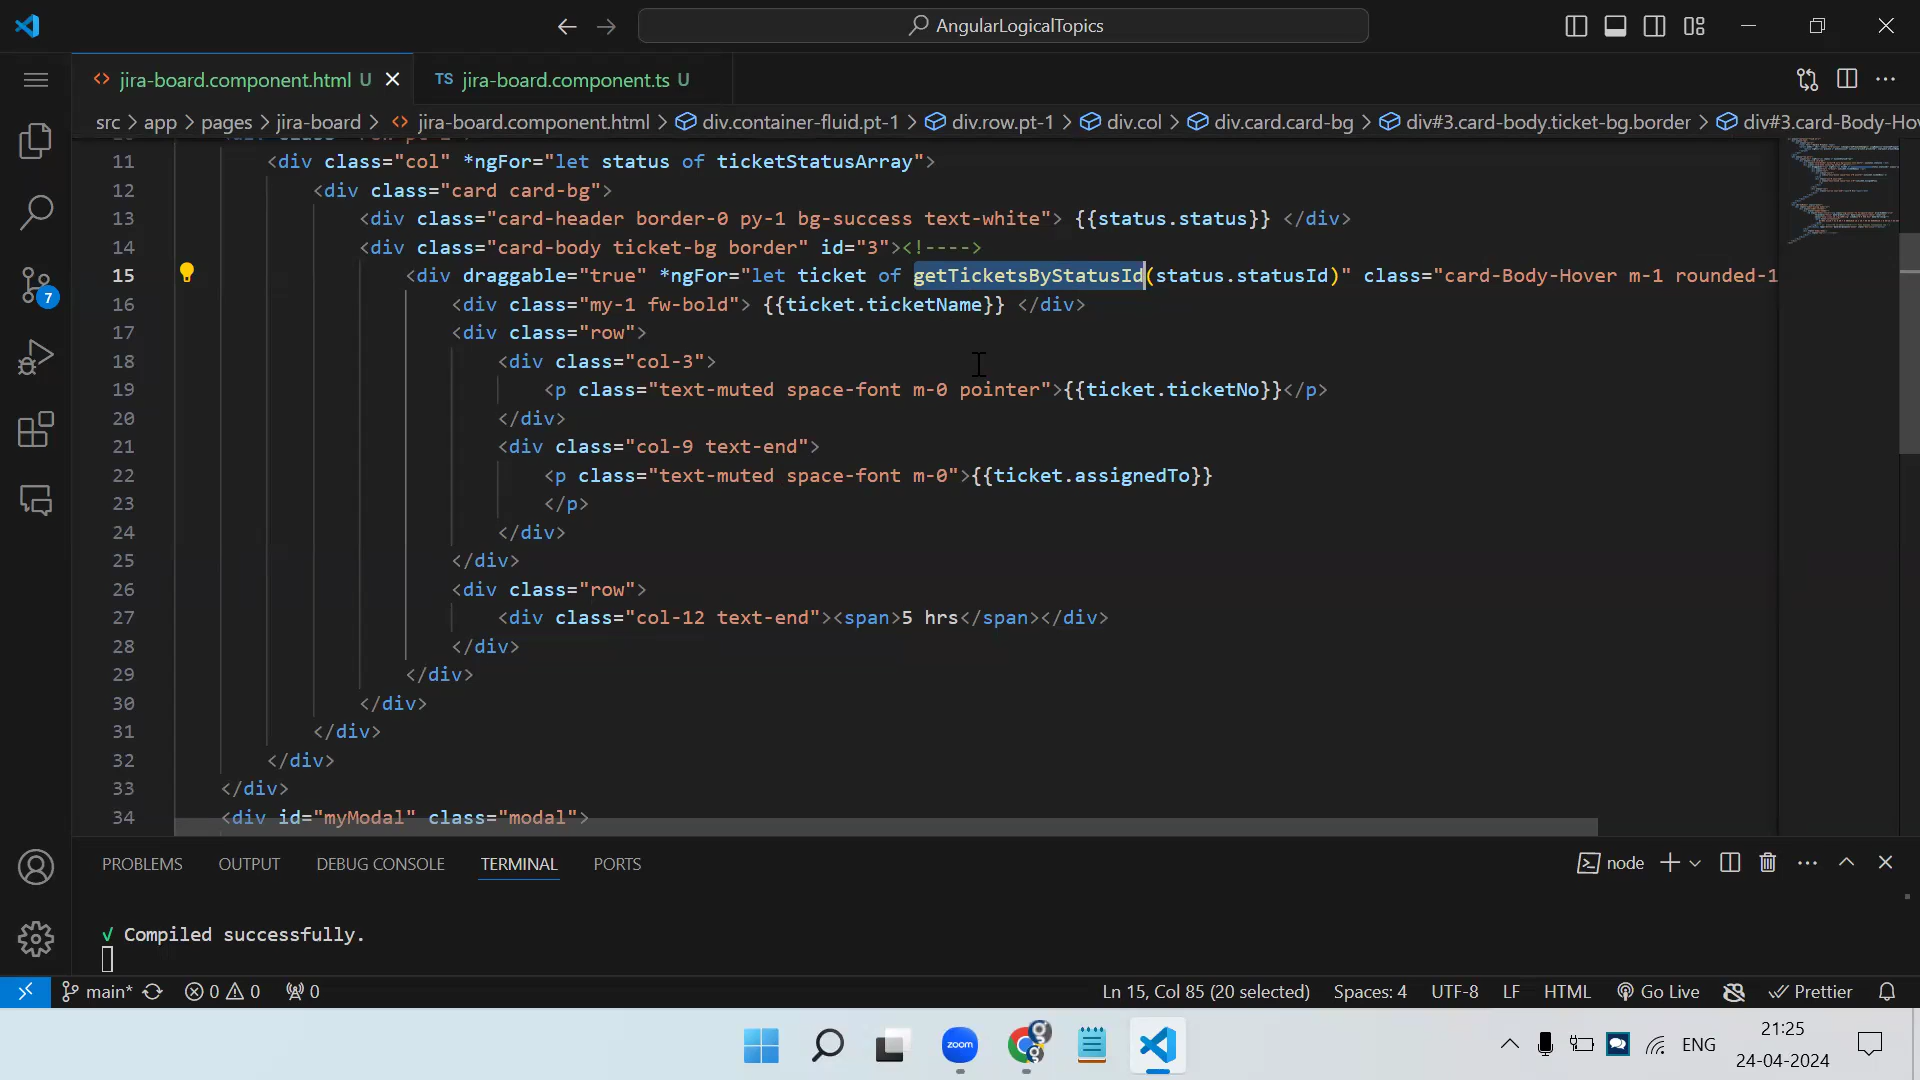 AngularLogicalTopics
jira-board.component.html U
TS jira-board.component.ts U
src > app > pages > jira-board > jira-board.component.html > div.container-fluid.pt-1 > div.row.pt-1 > div.col > div.card.card-bg > div#3.card-body.ticket-bg.border > div#3.card-Body-Hov
11 <div class="col" *ngFor="let status of ticketStatusArray">
12 <div class="card card-bg">
13 <div class="card-header border-0 py-1 bg-success text-white"> {{status.status}} </div>
14 <div class="card-body ticket-bg border" id="3"><!---->
15 <div draggable="true" *ngFor="let ticket of getTicketsByStatusId(status.statusId)" class="card-Body-Hover m-1 rounded-1
16 <div class="my-1 fw-bold"> {{ticket.ticketName}} </div>
17 <div class="row">
18 <div class="col-3">
19 <p class="text-muted space-font m-0 pointer">{{ticket.ticketNo}}</p>
20 </div>
21 <div class="col-9 text-end">
22 <p class="text-muted space-font m-0">{{ticket.assignedTo}}
23 </p>
24 </div>
25 </div>
26 <div class="row">
27 <div class="col-12 text-end"><span>5 hrs</span></div>
28 </div>
29 </div>
30 </div>
31 </div>
32 </div>
33 </div>
34 <div id="myModal" class="modal">
PROBLEMS OUTPUT DEBUG CONSOLE TERMINAL PORTS node
√ Compiled successfully.
7
main* 0 0 0 Ln 15, Col 85 (20 selected) Spaces: 4 UTF-8 LF HTML Go Live Prettier
zoom ENG 21:25
24-04-2024